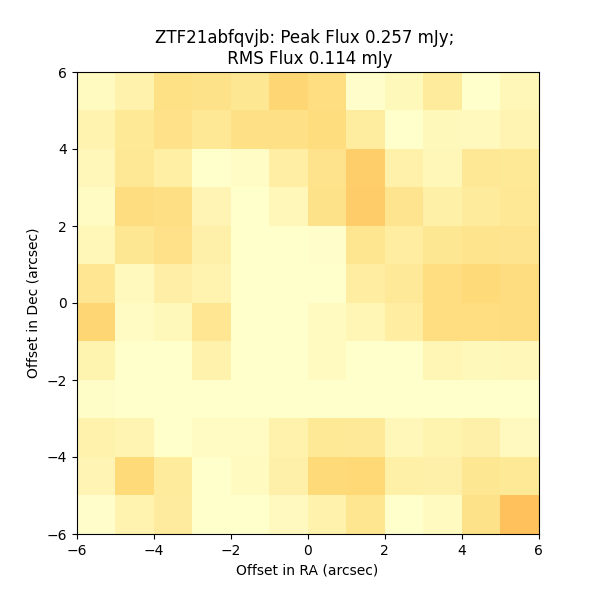 ZTF21abfqvjb: Peak Flux 0.257 mJy;
RMS Flux 0.114 mJy
6
4
2
0
−2
−4
−6
Offset in Dec (arcsec)
−6 −4 −2 0 2 4 6
Offset in RA (arcsec)